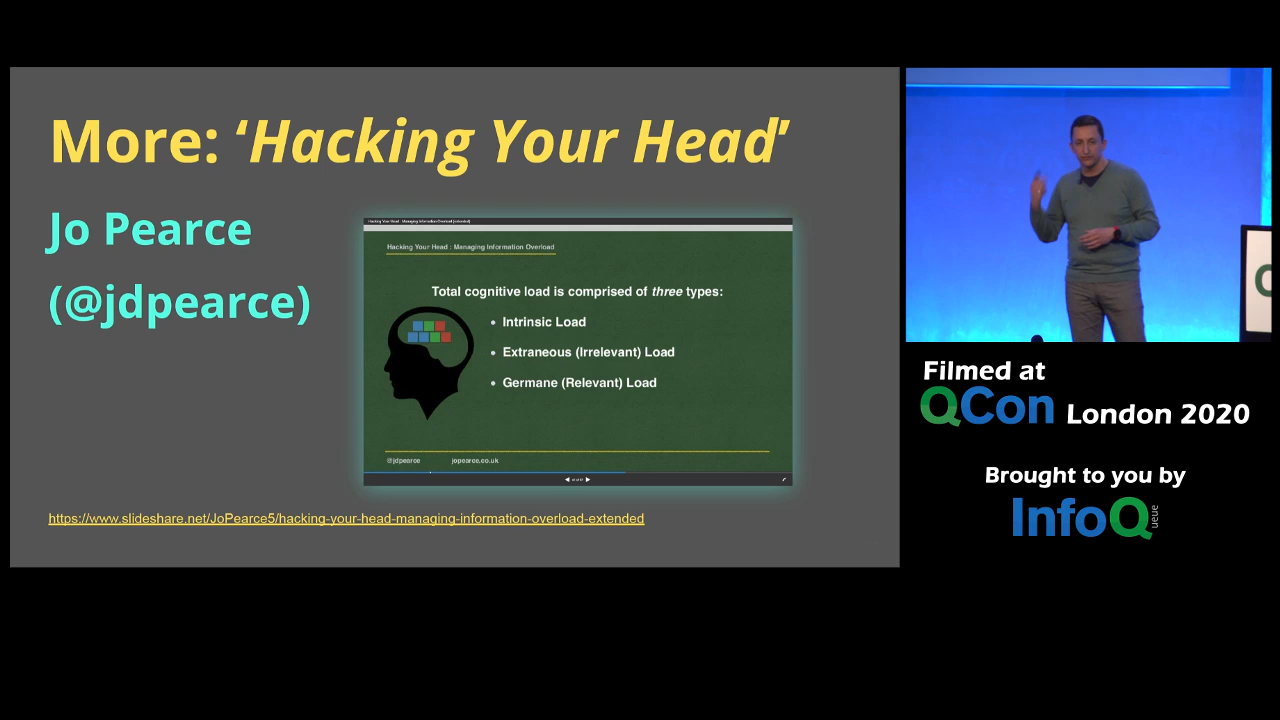 More: ‘Hacking Your Head’
Jo Pearce
(@jdpearce)
Hacking Your Head : Managing Information Overload
Total cognitive load is comprised of three types:
• Intrinsic Load
• Extraneous (Irrelevant) Load
• Germane (Relevant) Load
@jdpearce jopearce.co.uk
https://www.slideshare.net/JoPearce5/hacking-your-head-managing-information-overload-extended
Filmed at
QCon London 2020
Brought to you by
InfoQ
ueue